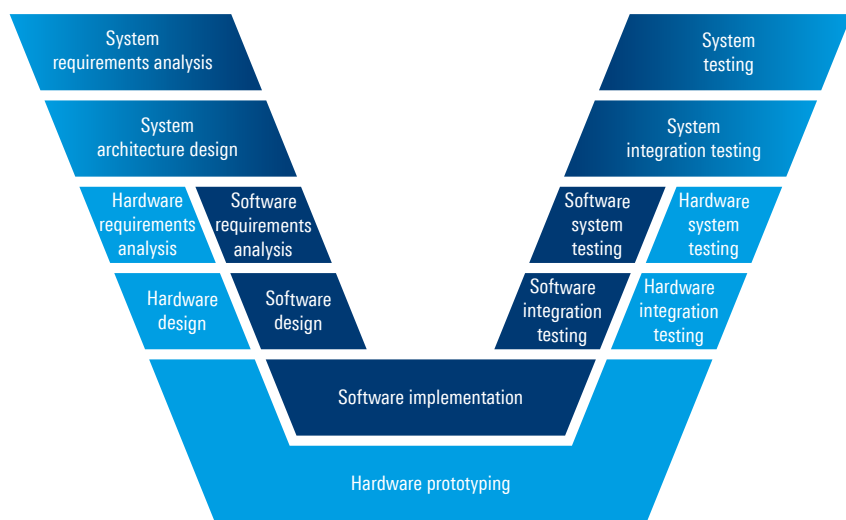 System
requirements analysis
System
testing
System
architecture design
System
integration testing
Hardware
requirements
analysis
Software
requirements
analysis
Software
system
testing
Hardware
system
testing
Hardware
design
Software
design
Software
integration
testing
Hardware
integration
testing
Software implementation
Hardware prototyping